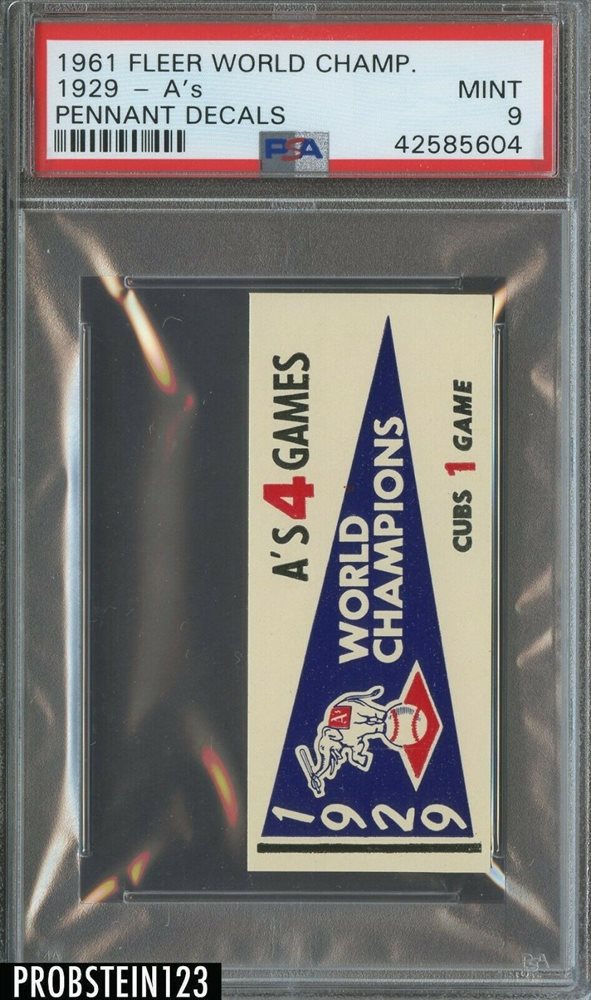 1961 FLEER WORLD CHAMP.
1929 - A's MINT
PENNANT DECALS 9
PSA 42585604
A'S 4 GAMES
WORLD
CHAMPIONS
A's
1929
CUBS 1 GAME
PSA
PROBSTEIN123